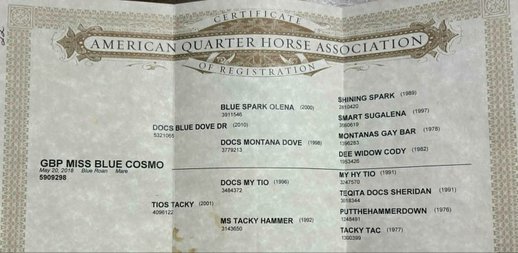 CERTIFICATE
AMERICAN QUARTER HORSE ASSOCIATION
OF REGISTRATION
SHINING SPARK (1989)
2410420
BLUE SPARK OLENA (2000)
3911546
SMART SUGALENA (1997)
3560619
DOCS BLUE DOVE DR (2010)
5321065
MONTANAS GAY BAR (1978)
1396283
DOCS MONTANA DOVE (1998)
3779213
DEE WIDOW CODY (1982)
1953426
GBP MISS BLUE COSMO
May 20, 2018 Blue Roan Mare
5909298
MY HY TIO (1991)
3247570
DOCS MY TIO (1996)
3484372
TEQITA DOCS SHERIDAN (1991)
3018344
TIOS TACKY (2001)
4096122
PUTTHEHAMMERDOWN (1976)
1245491
MS TACKY HAMMER (1992)
3143650
TACKY TAC (1977)
1300399